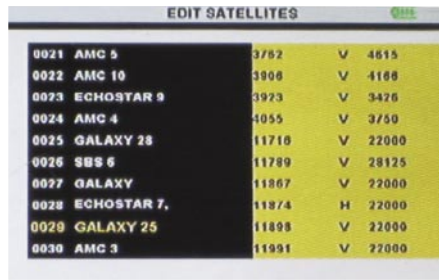 EDIT SATELLITES
0021 AMC 5 3762 V 4615
0022 AMC 10 3906 V 4166
0023 ECHOSTAR 9 3923 V 3426
0024 AMC 4 4055 V 3750
0025 GALAXY 28 11716 V 22000
0026 SBS 6 11789 V 28125
0027 GALAXY 11867 V 22000
0028 ECHOSTAR 7, 11874 H 22000
0029 GALAXY 25 11898 V 22000
0030 AMC 3 11991 V 22000